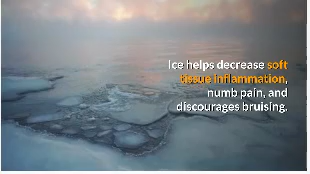 Ice helps decrease soft
tissue inflammation,
numb pain, and
discourages bruising.